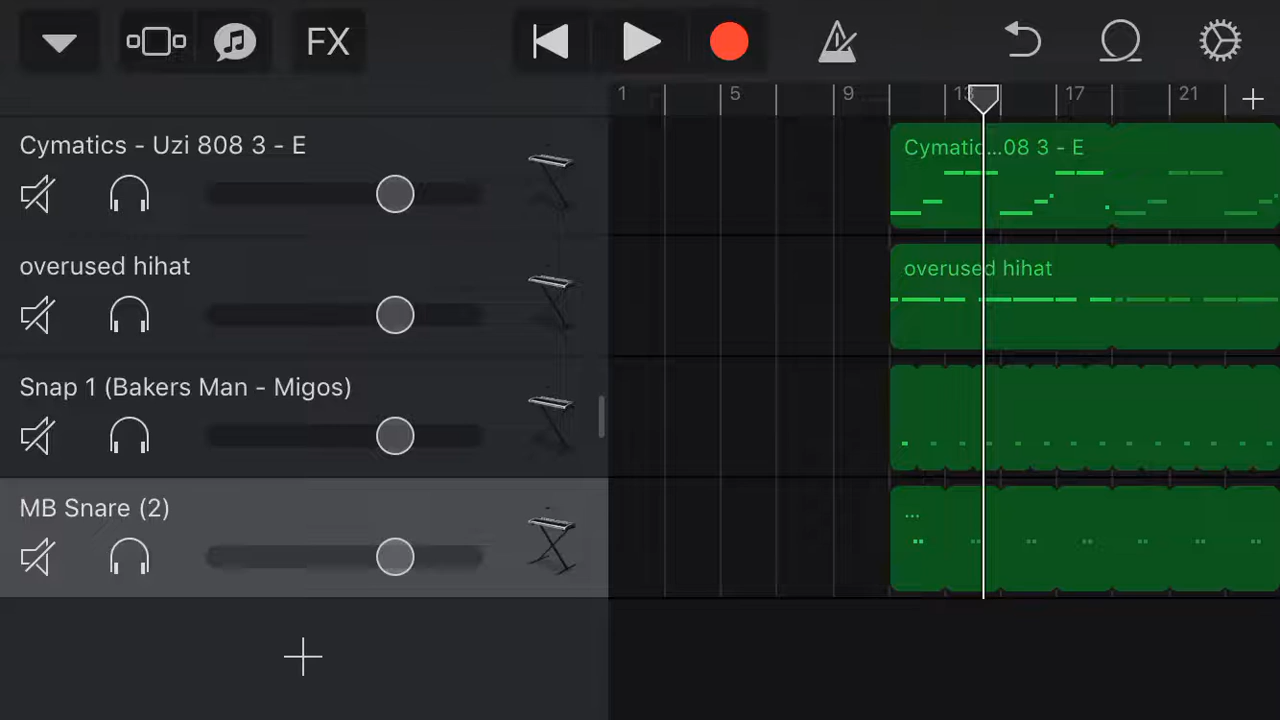 FX
1 5 9 13 17 21
Cymatics - Uzi 808 3 - E
Cymatic...08 3 - E
overused hihat
overused hihat
Snap 1 (Bakers Man - Migos)
MB Snare (2)
...